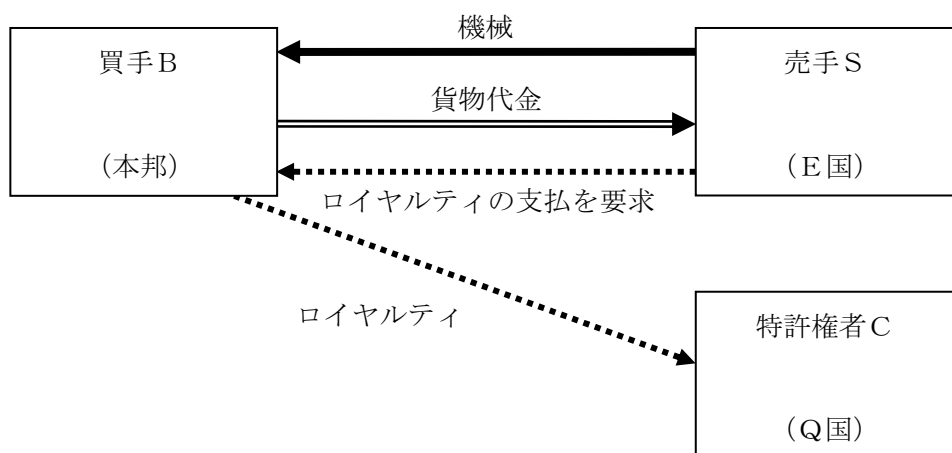 機械
買手Ｂ
売手Ｓ
貨物代金
（本邦）
（Ｅ国）
ロイヤルティの支払を要求
ロイヤルティ
特許権者Ｃ
（Ｑ国）